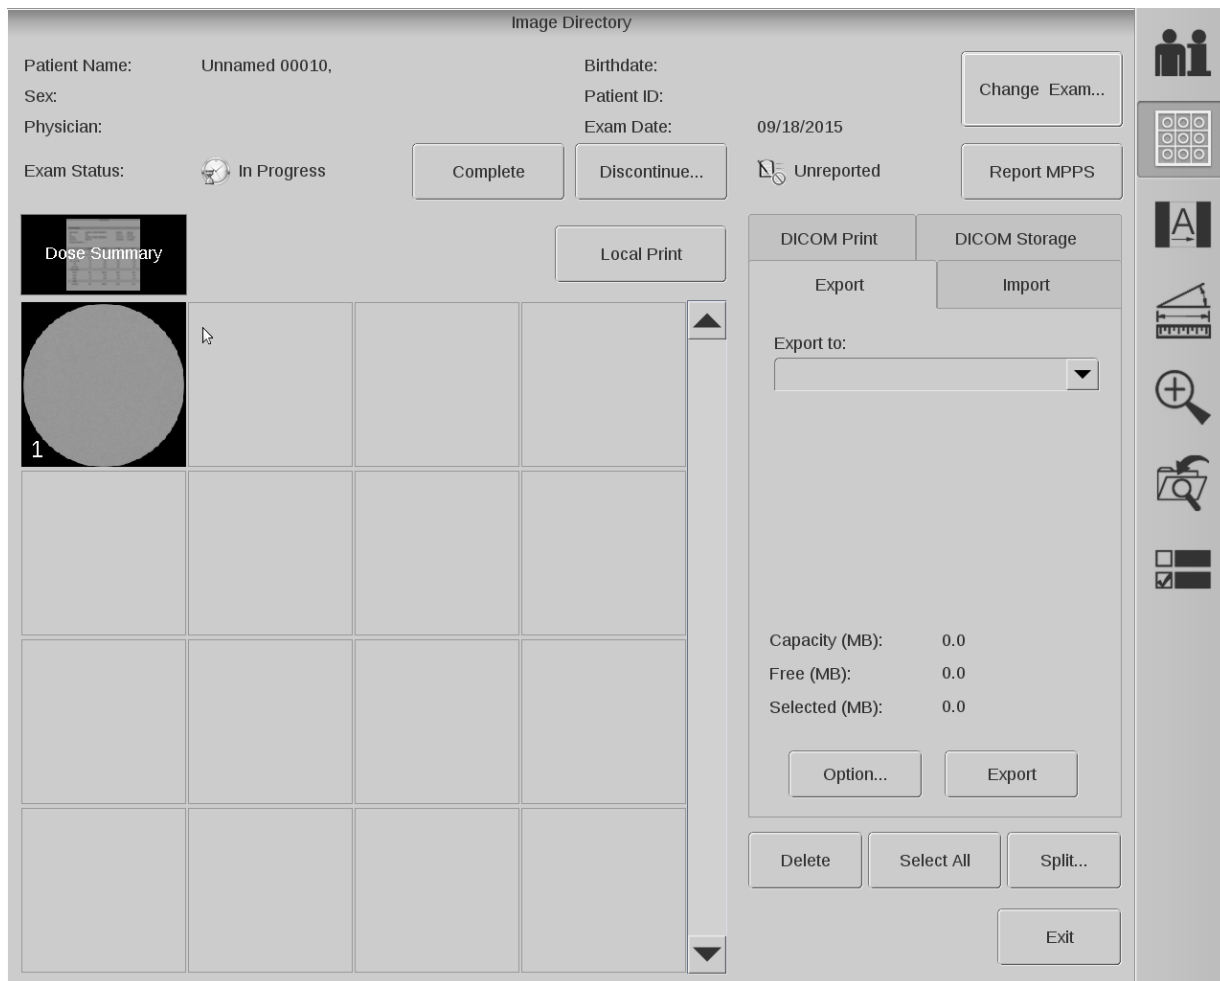 Image Directory
Patient Name: Unnamed 00010, Birthdate:
Sex: Patient ID:
Physician: Exam Date: 09/18/2015
Change Exam...
Exam Status: In Progress Complete Discontinue... Unreported Report MPPS
Dose Summary
Local Print
DICOM Print DICOM Storage
Export Import
Export to:
1
Capacity (MB): 0.0
Free (MB): 0.0
Selected (MB): 0.0
Option... Export
Delete Select All Split...
Exit
A